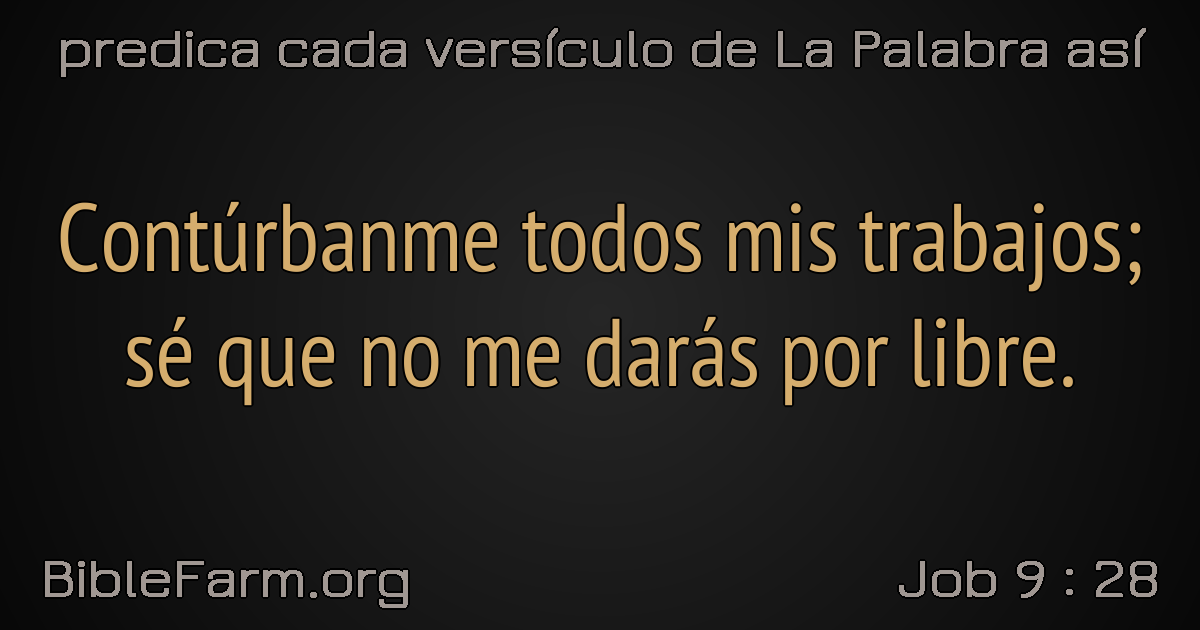 predica cada versículo de La Palabra así
Contúrbanme todos mis trabajos;
sé que no me darás por libre.
BibleFarm.org
Job 9 : 28